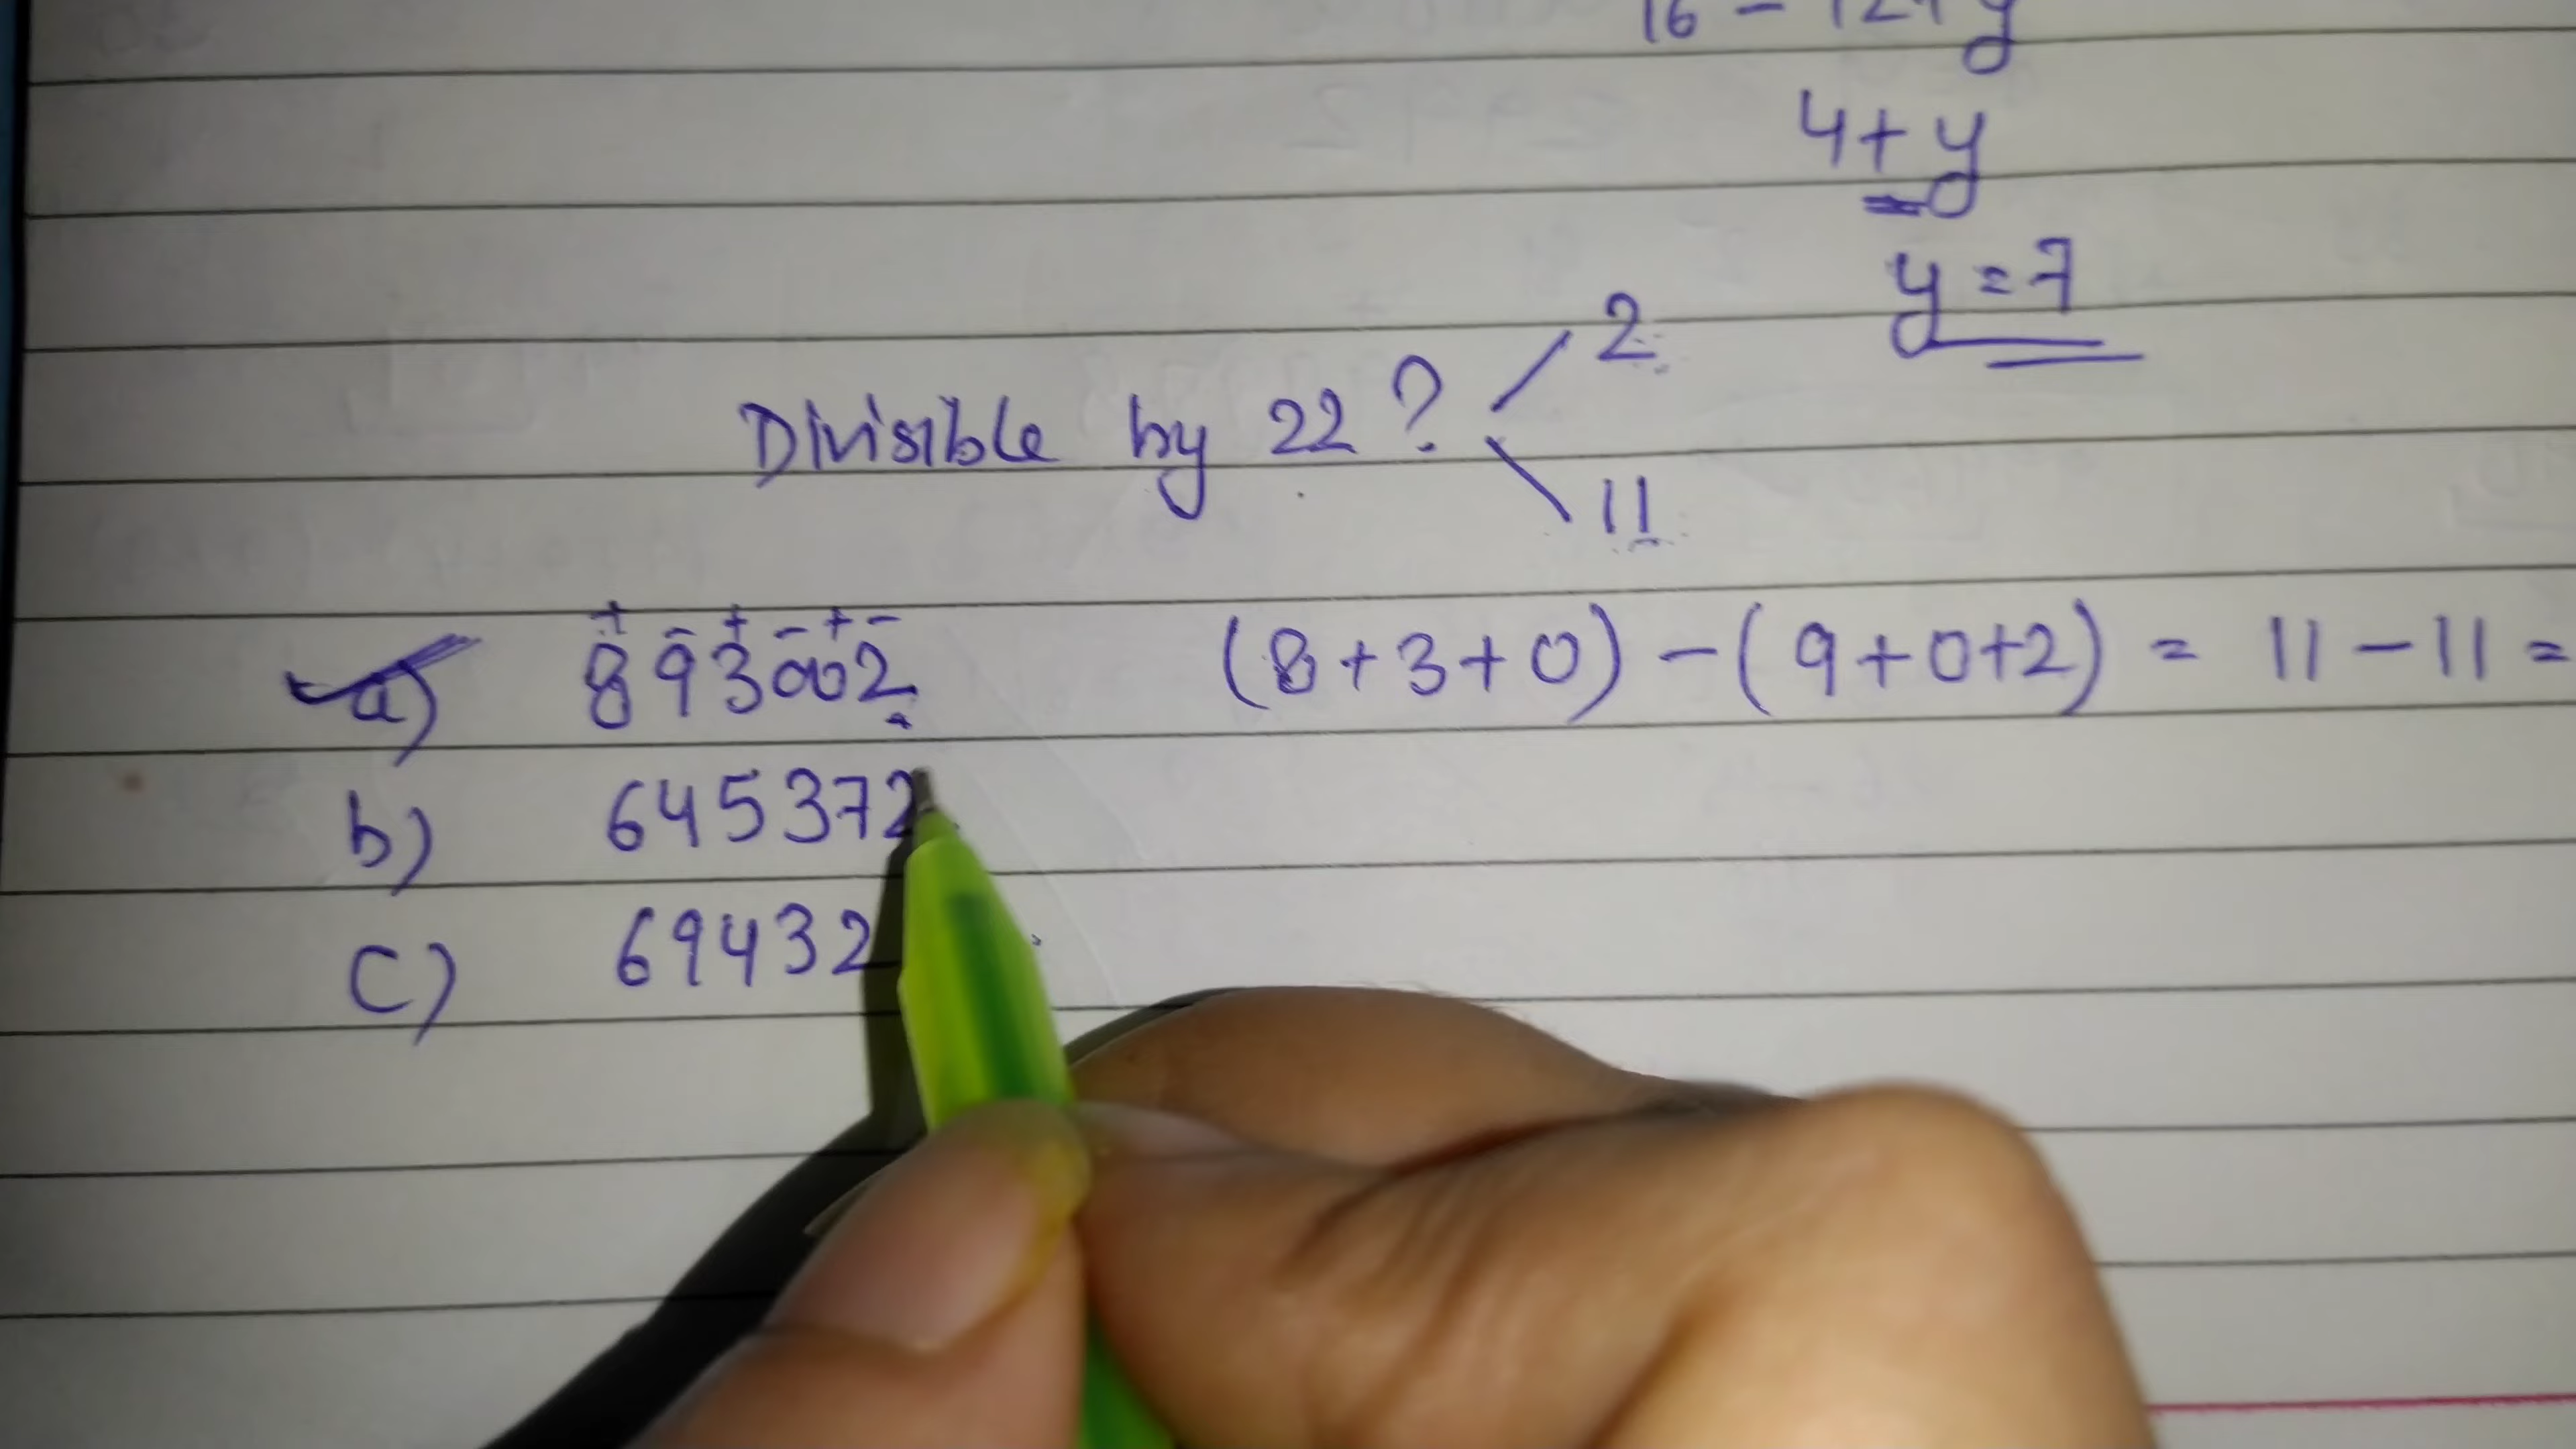 4+y
y=7
2
Divisible by 22 ?
11
+ - + - + -
a) 893002 (8+3+0) - (9+0+2) = 11 - 11 =
b) 645372
c) 69432